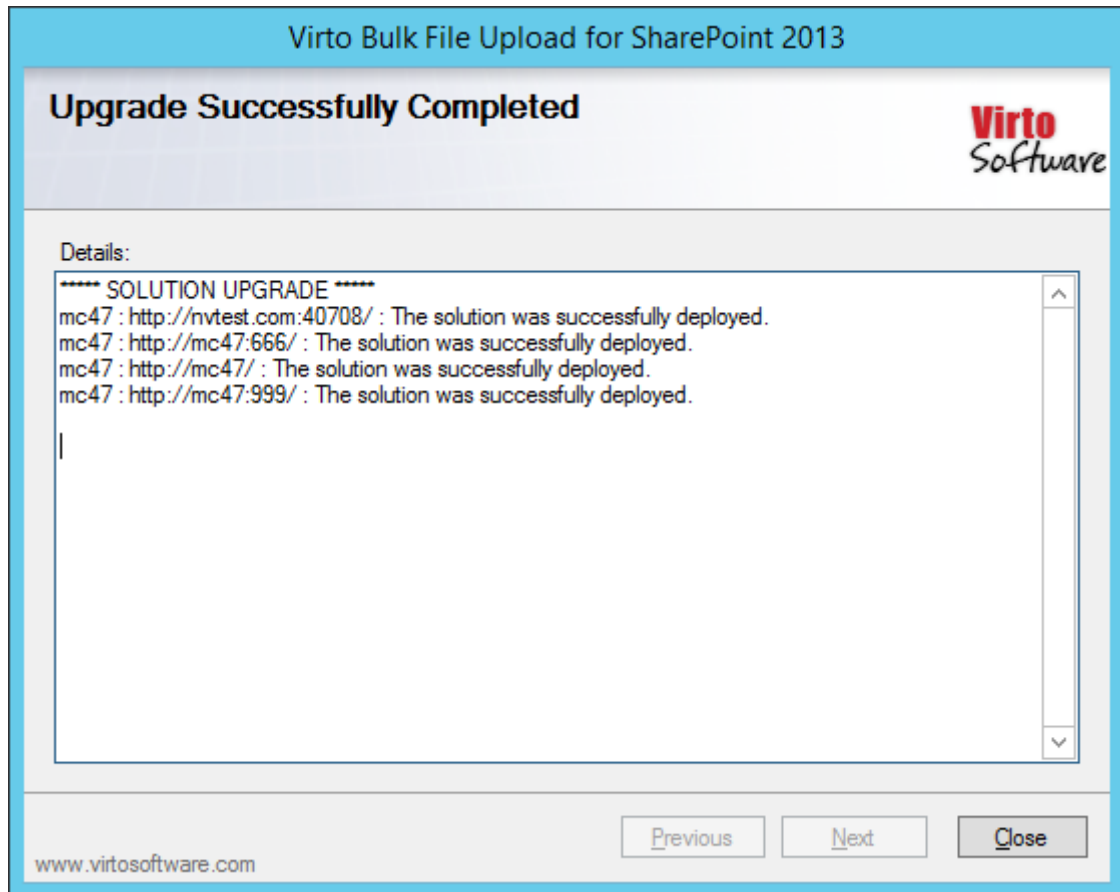 Virto Bulk File Upload for SharePoint 2013
Upgrade Successfully Completed
Virto
Software
Details:
***** SOLUTION UPGRADE *****
mc47 : http://nvtest.com:40708/ : The solution was successfully deployed.
mc47 : http://mc47:666/ : The solution was successfully deployed.
mc47 : http://mc47/ : The solution was successfully deployed.
mc47 : http://mc47:999/ : The solution was successfully deployed.
Previous
Next
Close
www.virtosoftware.com